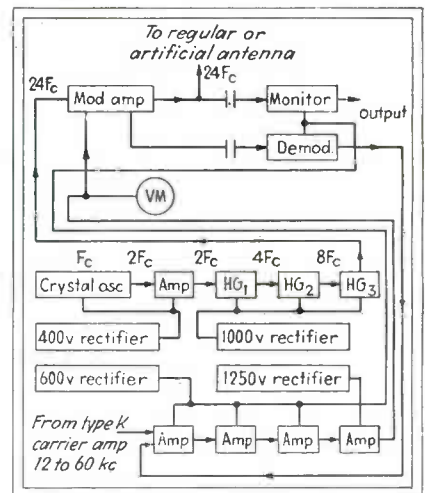 To regular or
artificial antenna
24Fc
24Fc
Mod amp
Monitor
output
Demod.
VM
Fc
2Fc
2Fc
4Fc
8Fc
Crystal osc
Amp
HG1
HG2
HG3
400v rectifier
1000v rectifier
600v rectifier
1250v rectifier
From type K
carrier amp
12 to 60 kc
Amp
Amp
Amp
Amp